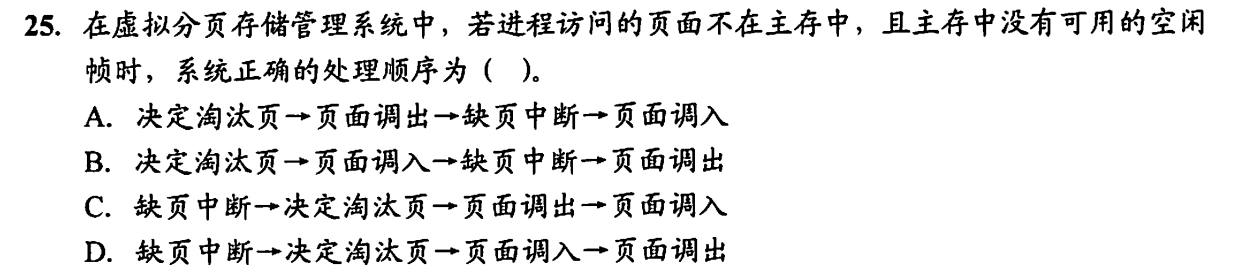 25. 在虚拟分页存储管理系统中，若进程访问的页面不在主存中，且主存中没有可用的空闲
帧时，系统正确的处理顺序为（ ）。
A. 决定淘汰页→页面调出→缺页中断→页面调入
B. 决定淘汰页→页面调入→缺页中断→页面调出
C. 缺页中断→决定淘汰页→页面调出→页面调入
D. 缺页中断→决定淘汰页→页面调入→页面调出